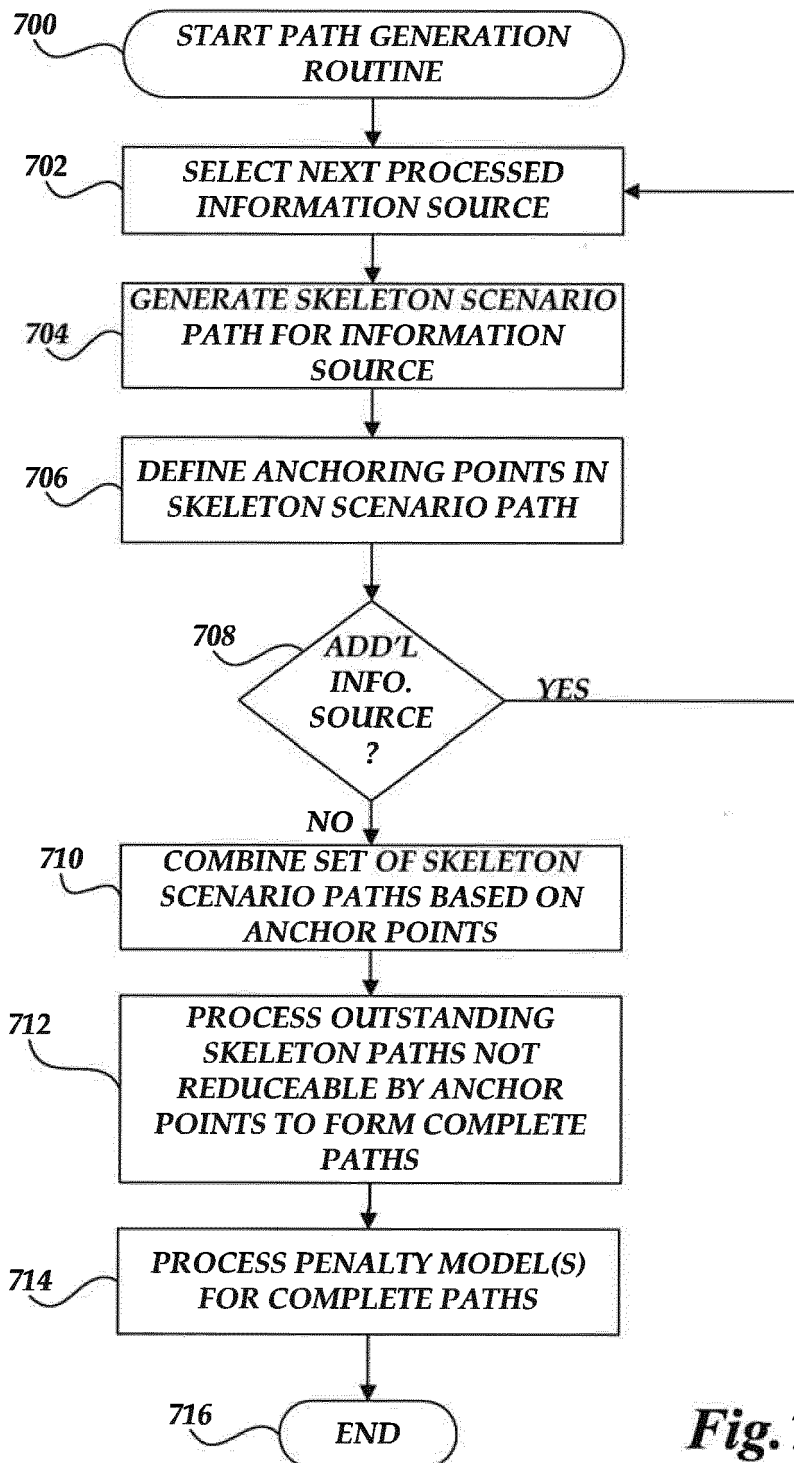 700
START PATH GENERATION
ROUTINE
702
SELECT NEXT PROCESSED
INFORMATION SOURCE
704
GENERATE SKELETON SCENARIO
PATH FOR INFORMATION
SOURCE
706
DEFINE ANCHORING POINTS IN
SKELETON SCENARIO PATH
708
ADD'L
INFO.
SOURCE
?
YES
NO
710
COMBINE SET OF SKELETON
SCENARIO PATHS BASED ON
ANCHOR POINTS
712
PROCESS OUTSTANDING
SKELETON PATHS NOT
REDUCEABLE BY ANCHOR
POINTS TO FORM COMPLETE
PATHS
714
PROCESS PENALTY MODEL(S)
FOR COMPLETE PATHS
716
END
Fig.